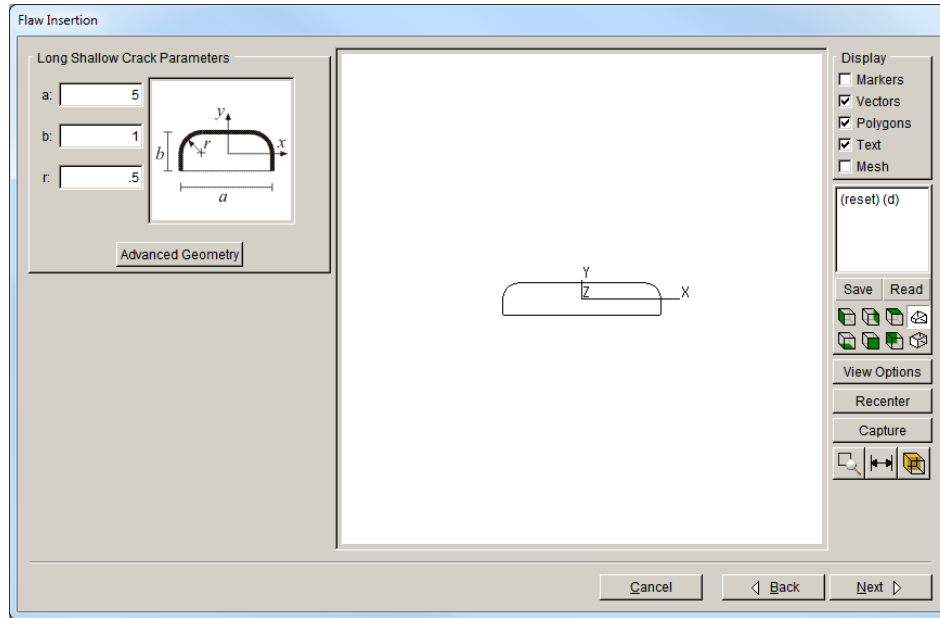 Flaw Insertion
Long Shallow Crack Parameters
a: 5
b: 1
r: .5
y
r
x
b
a
Advanced Geometry
Y
Z
X
Display
Markers
Vectors
Polygons
Text
Mesh
(reset) (d)
Save Read
View Options
Recenter
Capture
Cancel Back Next